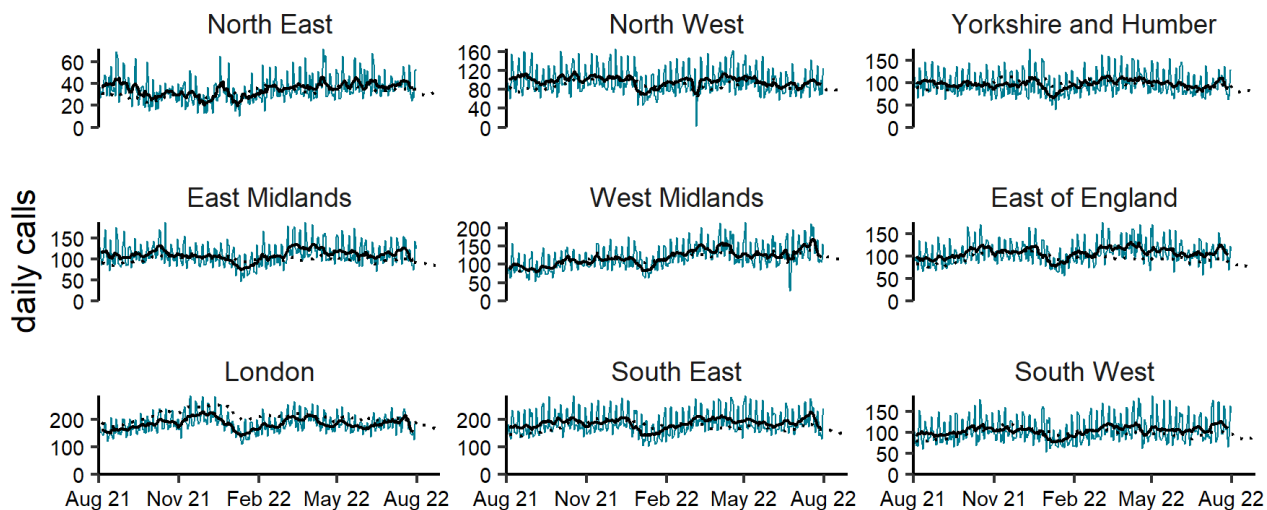 North East
North West
Yorkshire and Humber
60
40
20
0
160
120
80
40
0
150
100
50
0
daily calls
East Midlands
West Midlands
East of England
150
100
50
0
200
150
100
50
0
150
100
50
0
London
South East
South West
200
100
0
200
100
0
150
100
50
0
Aug 21 Nov 21 Feb 22 May 22 Aug 22
Aug 21 Nov 21 Feb 22 May 22 Aug 22
Aug 21 Nov 21 Feb 22 May 22 Aug 22